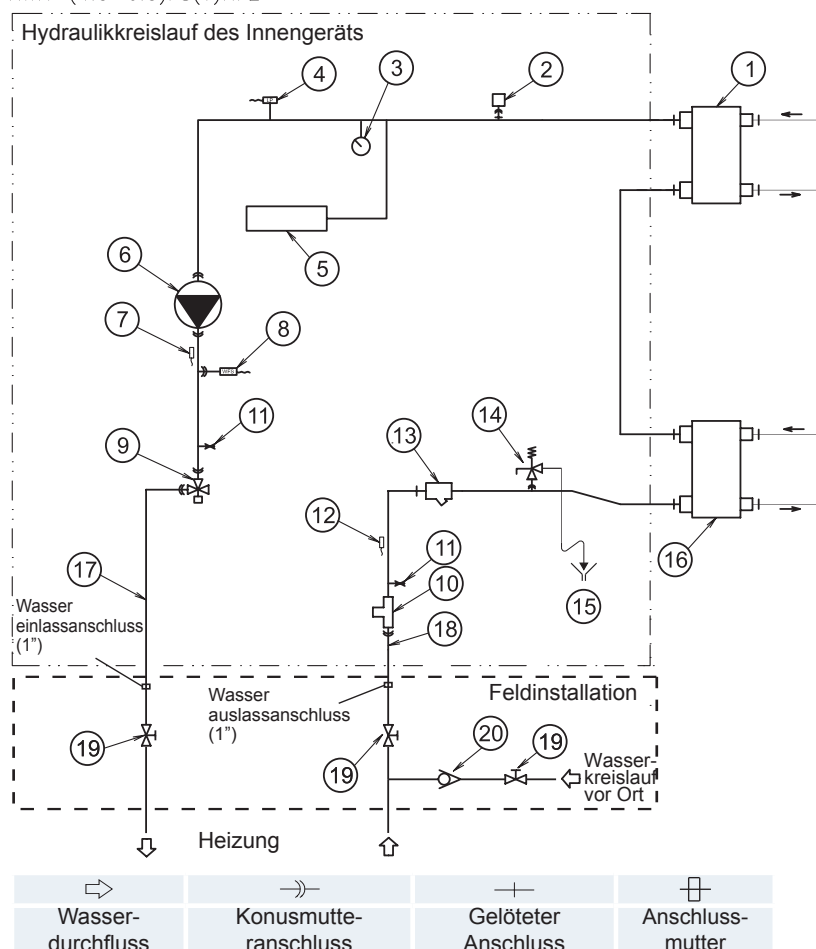 Hydraulikkreislauf des Innengeräts
4
3
2
1
6
5
7
8
9
11
14
13
12
11
10
15
16
17
18
Wasser
einlassanschluss
(1")
Wasser
auslassanschluss
(1")
Feldinstallation
19
19
20
19
Wasser-
kreislauf
vor Ort
Heizung
Wasser-
durchfluss
Konusmutte-
ranschluss
Gelöteter
Anschluss
Anschluss-
mutter